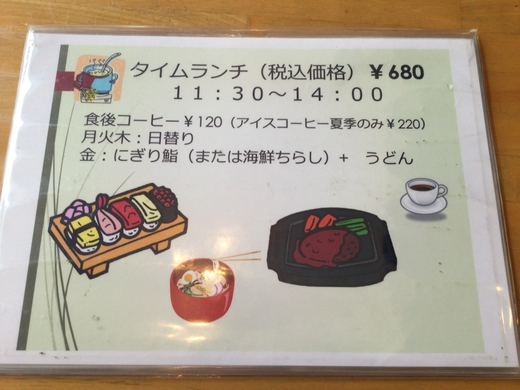 タイムランチ（税込価格）￥680
11：30～14：00
食後コーヒー￥120（アイスコーヒー夏季のみ￥220）
月火木：日替り
金：にぎり鮨（または海鮮ちらし）+　うどん